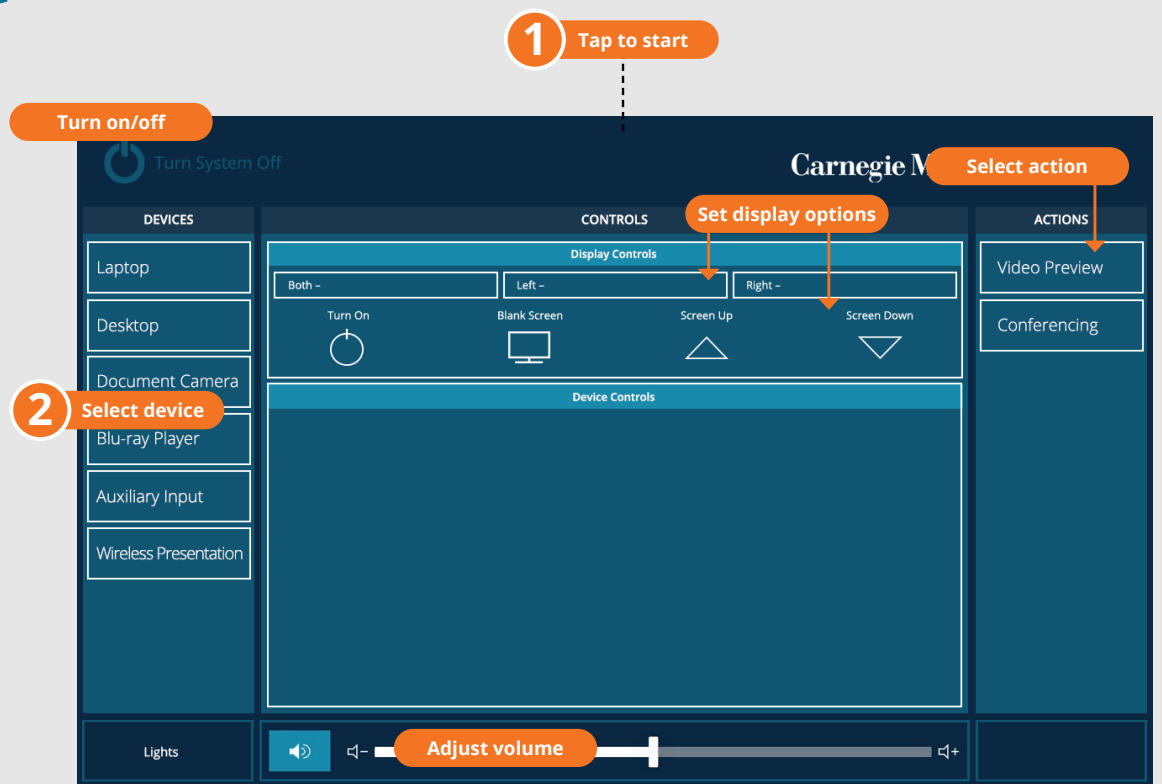 1 Tap to start
Turn on/off
Turn System Off
Carnegie M
Select action
DEVICES
CONTROLS
Set display options
ACTIONS
Laptop
Desktop
Document Camera
2 Select device
Blu-ray Player
Auxiliary Input
Wireless Presentation
Display Controls
Both –
Left –
Right –
Turn On
Blank Screen
Screen Up
Screen Down
Device Controls
Video Preview
Conferencing
Lights
–
Adjust volume
+